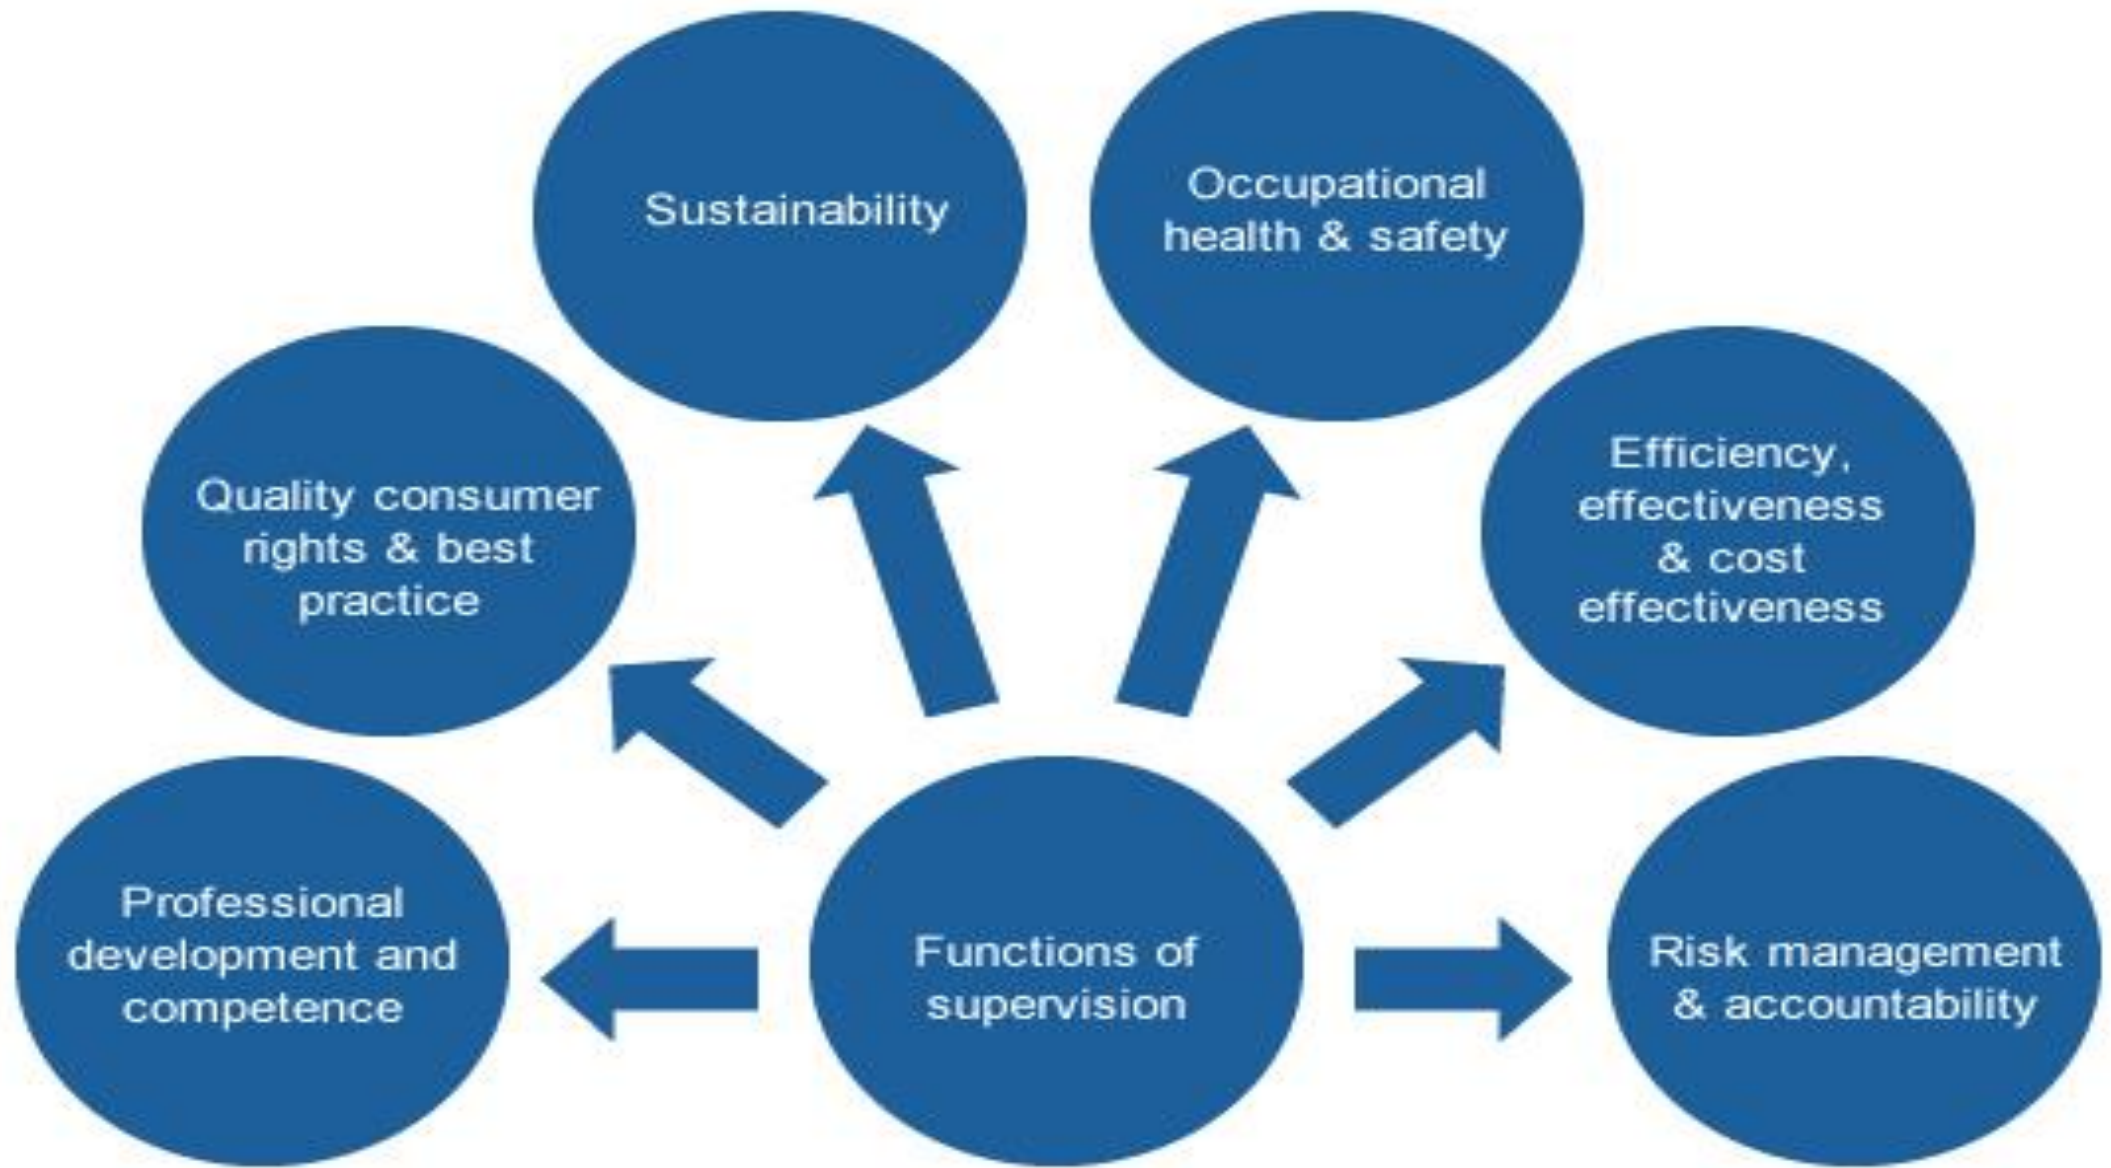 Sustainability
Occupational
health & safety
Quality consumer
rights & best
practice
Efficiency,
effectiveness
& cost
effectiveness
Professional
development and
competence
Functions of
supervision
Risk management
& accountability